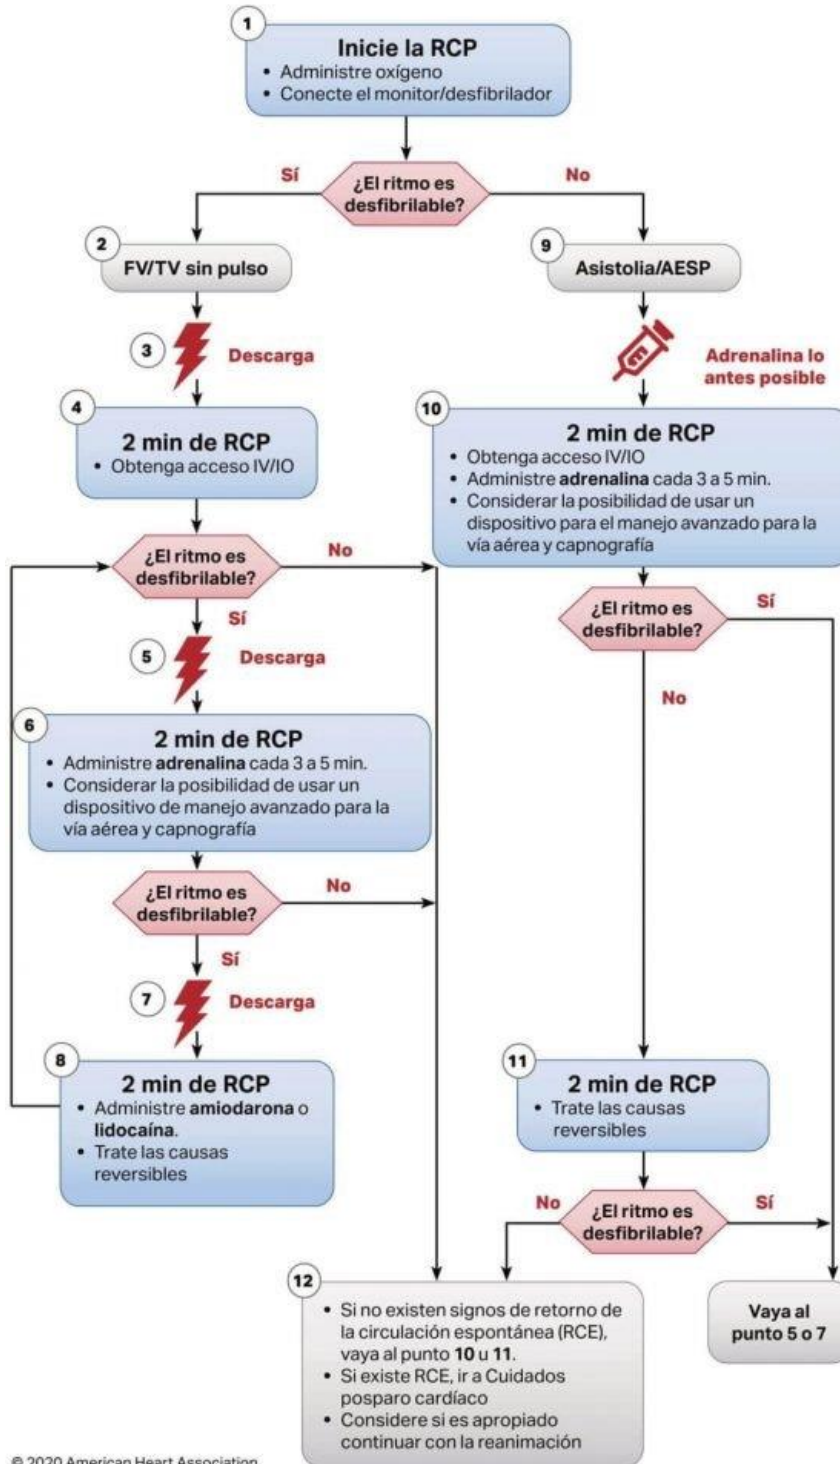 1
Inicie la RCP
• Administre oxígeno
• Conecte el monitor/desfibrilador
¿El ritmo es
desfibrilable?
Sí
No
2
FV/TV sin pulso
3
Descarga
4
2 min de RCP
• Obtenga acceso IV/IO
¿El ritmo es
desfibrilable?
No
Sí
5
Descarga
6
2 min de RCP
• Administre adrenalina cada 3 a 5 min.
• Considerar la posibilidad de usar un
dispositivo de manejo avanzado para la
vía aérea y capnografía
¿El ritmo es
desfibrilable?
No
Sí
7
Descarga
8
2 min de RCP
• Administre amiodarona o
lidocaína.
• Trate las causas
reversibles
9
Asistolia/AESP
Adrenalina lo
antes posible
10
2 min de RCP
• Obtenga acceso IV/IO
• Administre adrenalina cada 3 a 5 min.
• Considerar la posibilidad de usar un
dispositivo para el manejo avanzado para la
vía aérea y capnografía
¿El ritmo es
desfibrilable?
Sí
No
11
2 min de RCP
• Trate las causas
reversibles
¿El ritmo es
desfibrilable?
No
Sí
12
• Si no existen signos de retorno de
la circulación espontánea (RCE),
vaya al punto 10 u 11.
• Si existe RCE, ir a Cuidados
posparo cardíaco
• Considere si es apropiado
continuar con la reanimación
Vaya al
punto 5 o 7
© 2020 American Heart Association